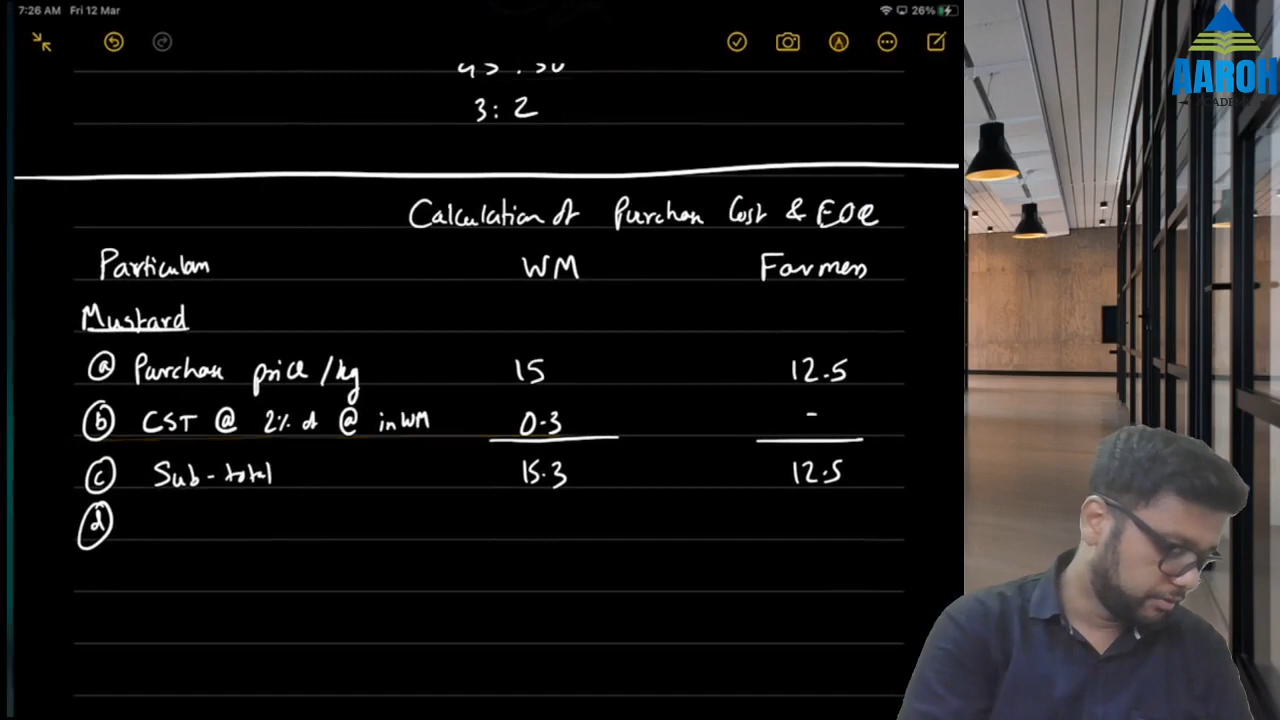 7:26 AM Fri 12 Mar
26%
AAROH
ACADEMY
3 : 2
Calculation of Purchase Cost & EOQ
Particulars WM Farmers
Mustard
(a) Purchase price /kg 15 12.5
(b) CST @ 2% of (a) in WM 0.3 -
(c) Sub-total 15.3 12.5
(d)